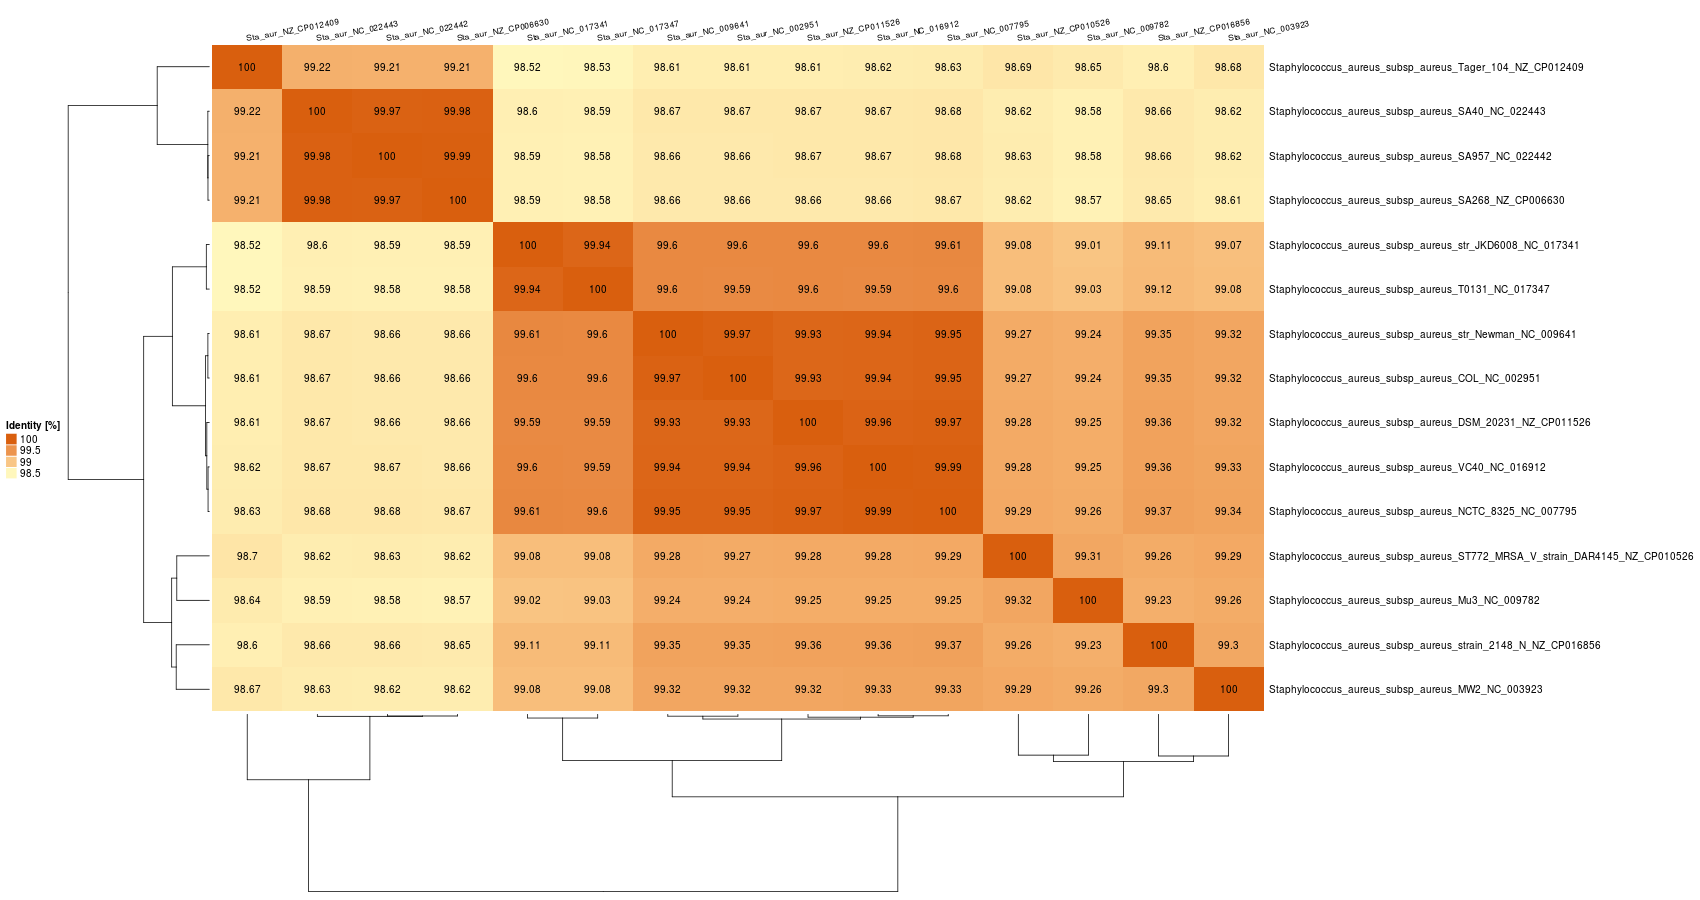 Sta_aur_NZ_CP012409 Sta_aur_NC_022443 Sta_aur_NC_022442 Sta_aur_NZ_CP006630 Sta_aur_NC_017341 Sta_aur_NC_017347 Sta_aur_NC_009641 Sta_aur_NC_002951 Sta_aur_NZ_CP011526 Sta_aur_NC_016912 Sta_aur_NC_007795 Sta_aur_NZ_CP010526 Sta_aur_NC_009782 Sta_aur_NZ_CP016856 Sta_aur_NC_003923
100 99.22 99.21 99.21 98.52 98.53 98.61 98.61 98.61 98.62 98.63 98.69 98.65 98.6 98.68 Staphylococcus_aureus_subsp_aureus_Tager_104_NZ_CP012409
99.22 100 99.97 99.98 98.6 98.59 98.67 98.67 98.67 98.67 98.68 98.62 98.58 98.66 98.62 Staphylococcus_aureus_subsp_aureus_SA40_NC_022443
99.21 99.98 100 99.99 98.59 98.58 98.66 98.66 98.67 98.67 98.68 98.63 98.58 98.66 98.62 Staphylococcus_aureus_subsp_aureus_SA957_NC_022442
99.21 99.98 99.97 100 98.59 98.58 98.66 98.66 98.66 98.66 98.67 98.62 98.57 98.65 98.61 Staphylococcus_aureus_subsp_aureus_SA268_NZ_CP006630
98.52 98.6 98.59 98.59 100 99.94 99.6 99.6 99.6 99.6 99.61 99.08 99.01 99.11 99.07 Staphylococcus_aureus_subsp_aureus_str_JKD6008_NC_017341
98.52 98.59 98.58 98.58 99.94 100 99.6 99.59 99.6 99.59 99.6 99.08 99.03 99.12 99.08 Staphylococcus_aureus_subsp_aureus_T0131_NC_017347
98.61 98.67 98.66 98.66 99.61 99.6 100 99.97 99.93 99.94 99.95 99.27 99.24 99.35 99.32 Staphylococcus_aureus_subsp_aureus_str_Newman_NC_009641
98.61 98.67 98.66 98.66 99.6 99.6 99.97 100 99.93 99.94 99.95 99.27 99.24 99.35 99.32 Staphylococcus_aureus_subsp_aureus_COL_NC_002951
98.61 98.67 98.66 98.66 99.59 99.59 99.93 99.93 100 99.96 99.97 99.28 99.25 99.36 99.32 Staphylococcus_aureus_subsp_aureus_DSM_20231_NZ_CP011526
98.62 98.67 98.67 98.66 99.6 99.59 99.94 99.94 99.96 100 99.99 99.28 99.25 99.36 99.33 Staphylococcus_aureus_subsp_aureus_VC40_NC_016912
98.63 98.68 98.68 98.67 99.61 99.6 99.95 99.95 99.97 99.99 100 99.29 99.26 99.37 99.34 Staphylococcus_aureus_subsp_aureus_NCTC_8325_NC_007795
98.7 98.62 98.63 98.62 99.08 99.08 99.28 99.27 99.28 99.28 99.29 100 99.31 99.26 99.29 Staphylococcus_aureus_subsp_aureus_ST772_MRSA_V_strain_DAR4145_NZ_CP010526
98.64 98.59 98.58 98.57 99.02 99.03 99.24 99.24 99.25 99.25 99.25 99.32 100 99.23 99.26 Staphylococcus_aureus_subsp_aureus_Mu3_NC_009782
98.6 98.66 98.66 98.65 99.11 99.11 99.35 99.35 99.36 99.36 99.37 99.26 99.23 100 99.3 Staphylococcus_aureus_subsp_aureus_strain_2148_N_NZ_CP016856
98.67 98.63 98.62 98.62 99.08 99.08 99.32 99.32 99.32 99.33 99.33 99.29 99.26 99.3 100 Staphylococcus_aureus_subsp_aureus_MW2_NC_003923
Identity [%]
100
99.5
99
98.5